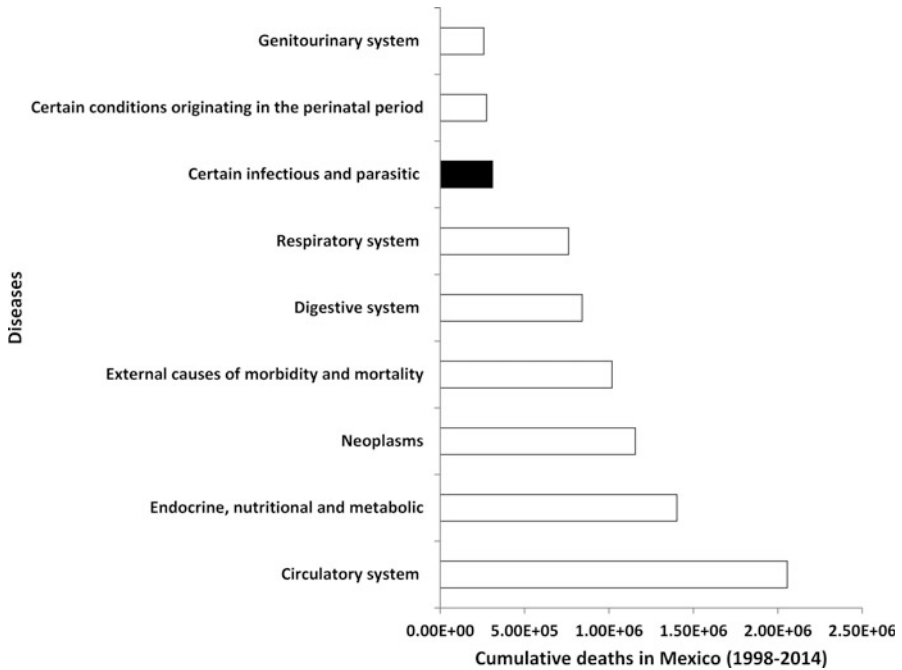 Genitourinary system
Certain conditions originating in the perinatal period
Certain infectious and parasitic
Respiratory system
Digestive system
External causes of morbidity and mortality
Neoplasms
Endocrine, nutritional and metabolic
Circulatory system
Diseases
0.00E+00 5.00E+05 1.00E+06 1.50E+06 2.00E+06 2.50E+06
Cumulative deaths in Mexico (1998-2014)